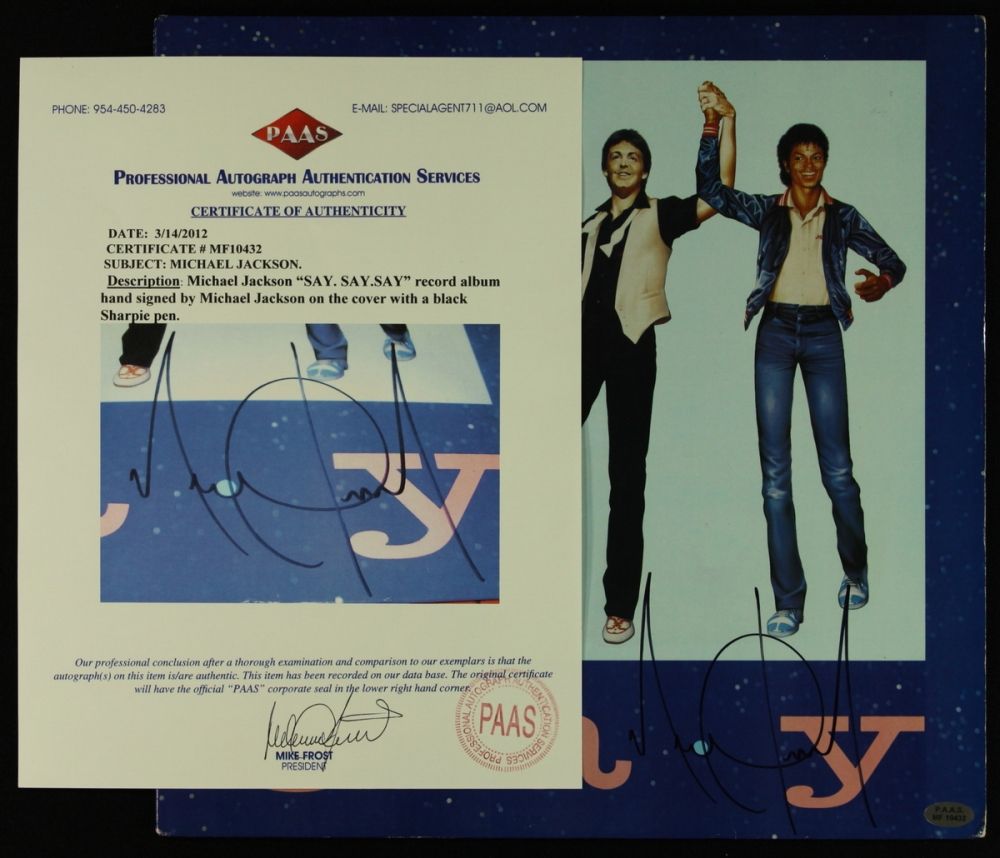 PHONE: 954-450-4283
E-MAIL: SPECIALAGENT711@AOL.COM
PAAS
PROFESSIONAL AUTOGRAPH AUTHENTICATION SERVICES
website: www.paasautographs.com
CERTIFICATE OF AUTHENTICITY
DATE: 3/14/2012
CERTIFICATE # MF10432
SUBJECT: MICHAEL JACKSON.
Description: Michael Jackson “SAY. SAY.SAY” record album
hand signed by Michael Jackson on the cover with a black
Sharpie pen.
y
Our professional conclusion after a thorough examination and comparison to our exemplars is that the
autograph(s) on this item is/are authentic. This item has been recorded on our data base. The original certificate
will have the official “PAAS” corporate seal in the lower right hand corner.
MIKE FROST
PRESIDENT
PROFESSIONAL AUTOGRAPH AUTHENTICATION SERVICES
PAAS
y
P.A.A.S.
MF 10432